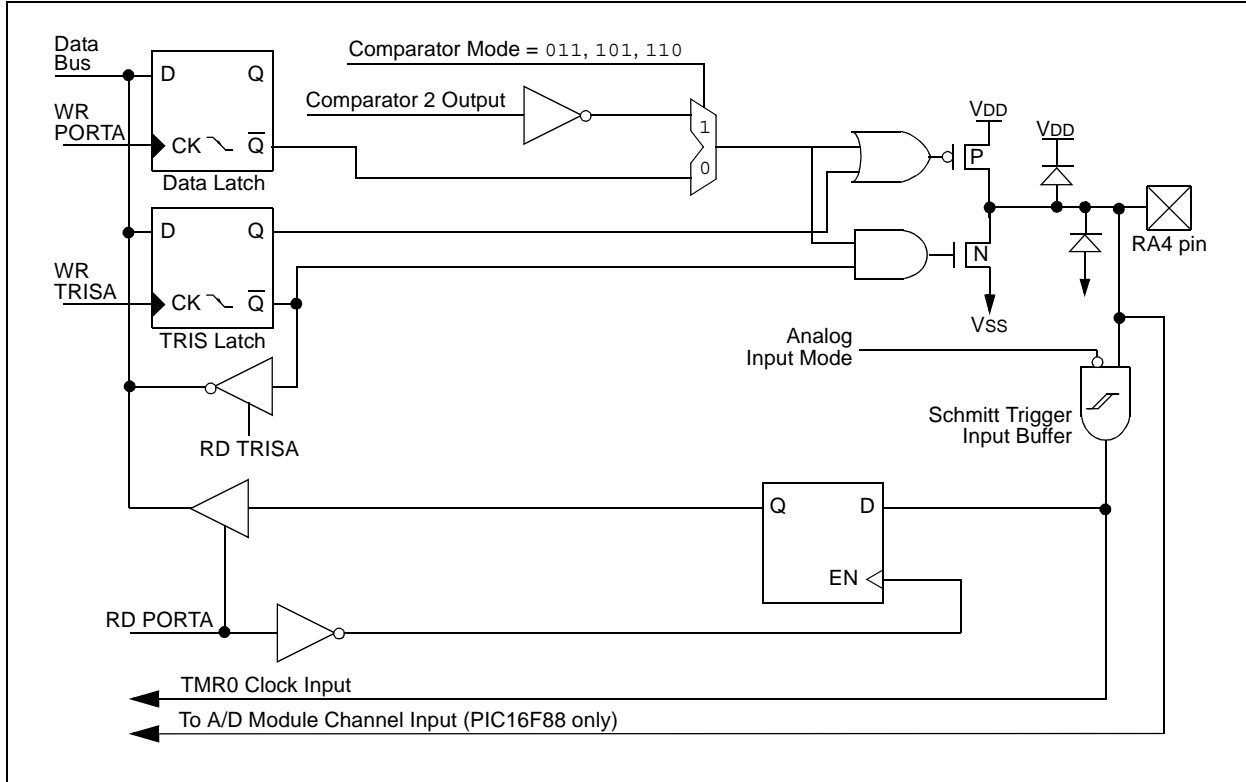 Data
Bus
D
Q
WR
PORTA
CK
Q
Data Latch
Comparator Mode = 011, 101, 110
Comparator 2 Output
1
0
VDD
P
VDD
RA4 pin
N
VSS
D
Q
WR
TRISA
CK
Q
TRIS Latch
RD TRISA
Analog
Input Mode
Schmitt Trigger
Input Buffer
Q
D
EN
RD PORTA
TMR0 Clock Input
To A/D Module Channel Input (PIC16F88 only)